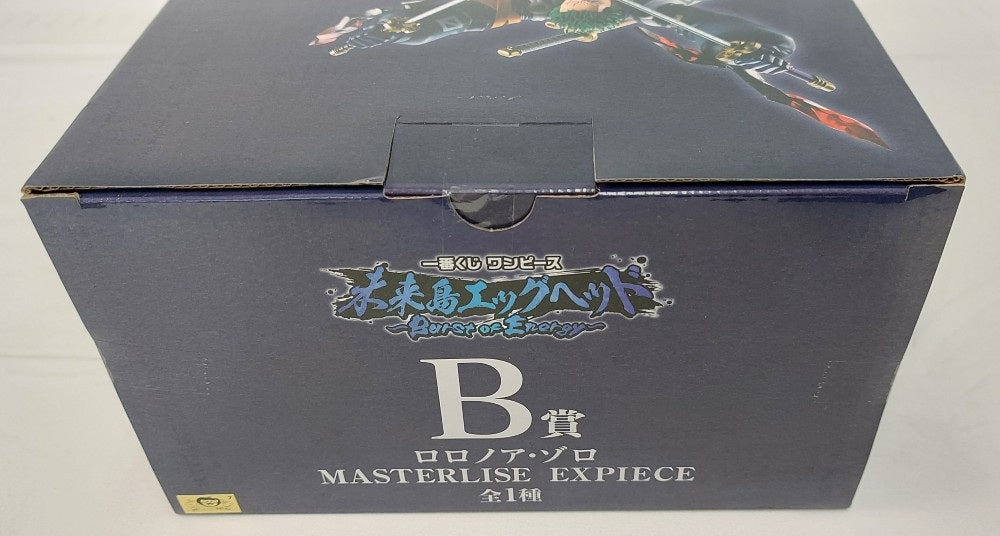 一番くじ ワンピース
未来島エッグヘッド
~Burst of Energy~
B賞
ロロノア・ゾロ
MASTERLISE EXPIECE
全1種